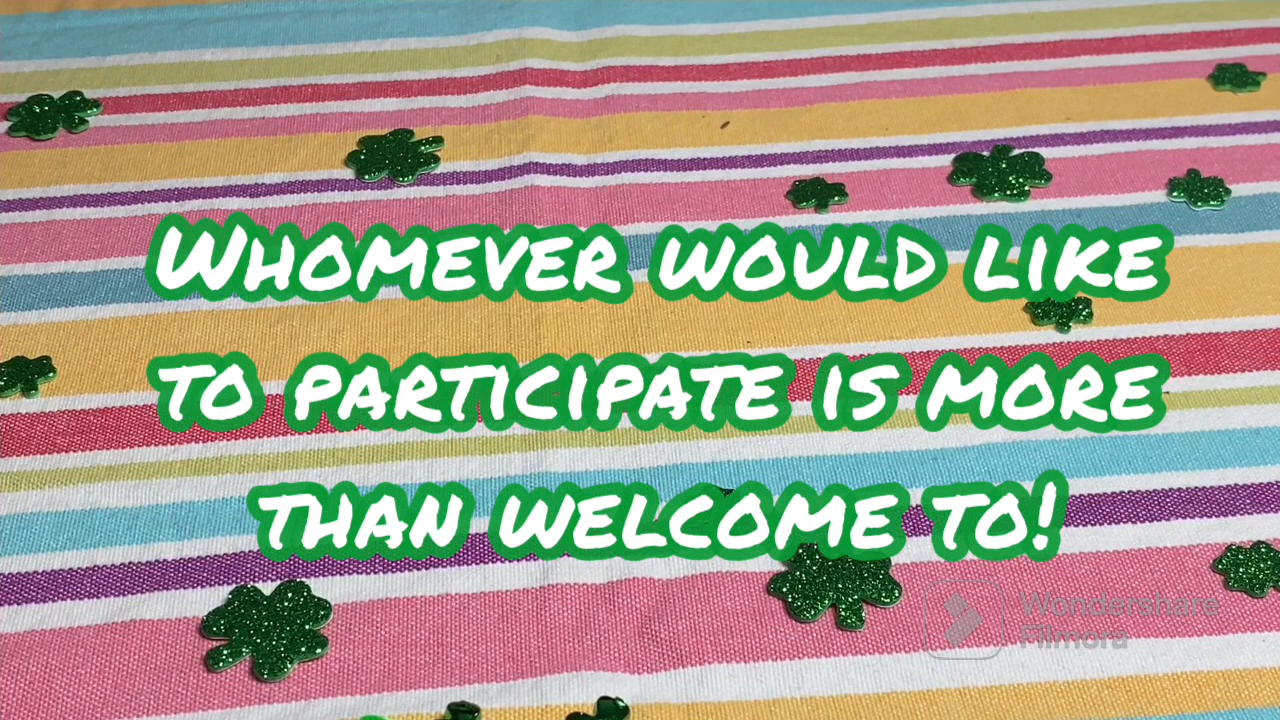 Whomever would like
to participate is more
than welcome to!
Wondershare
Filmora